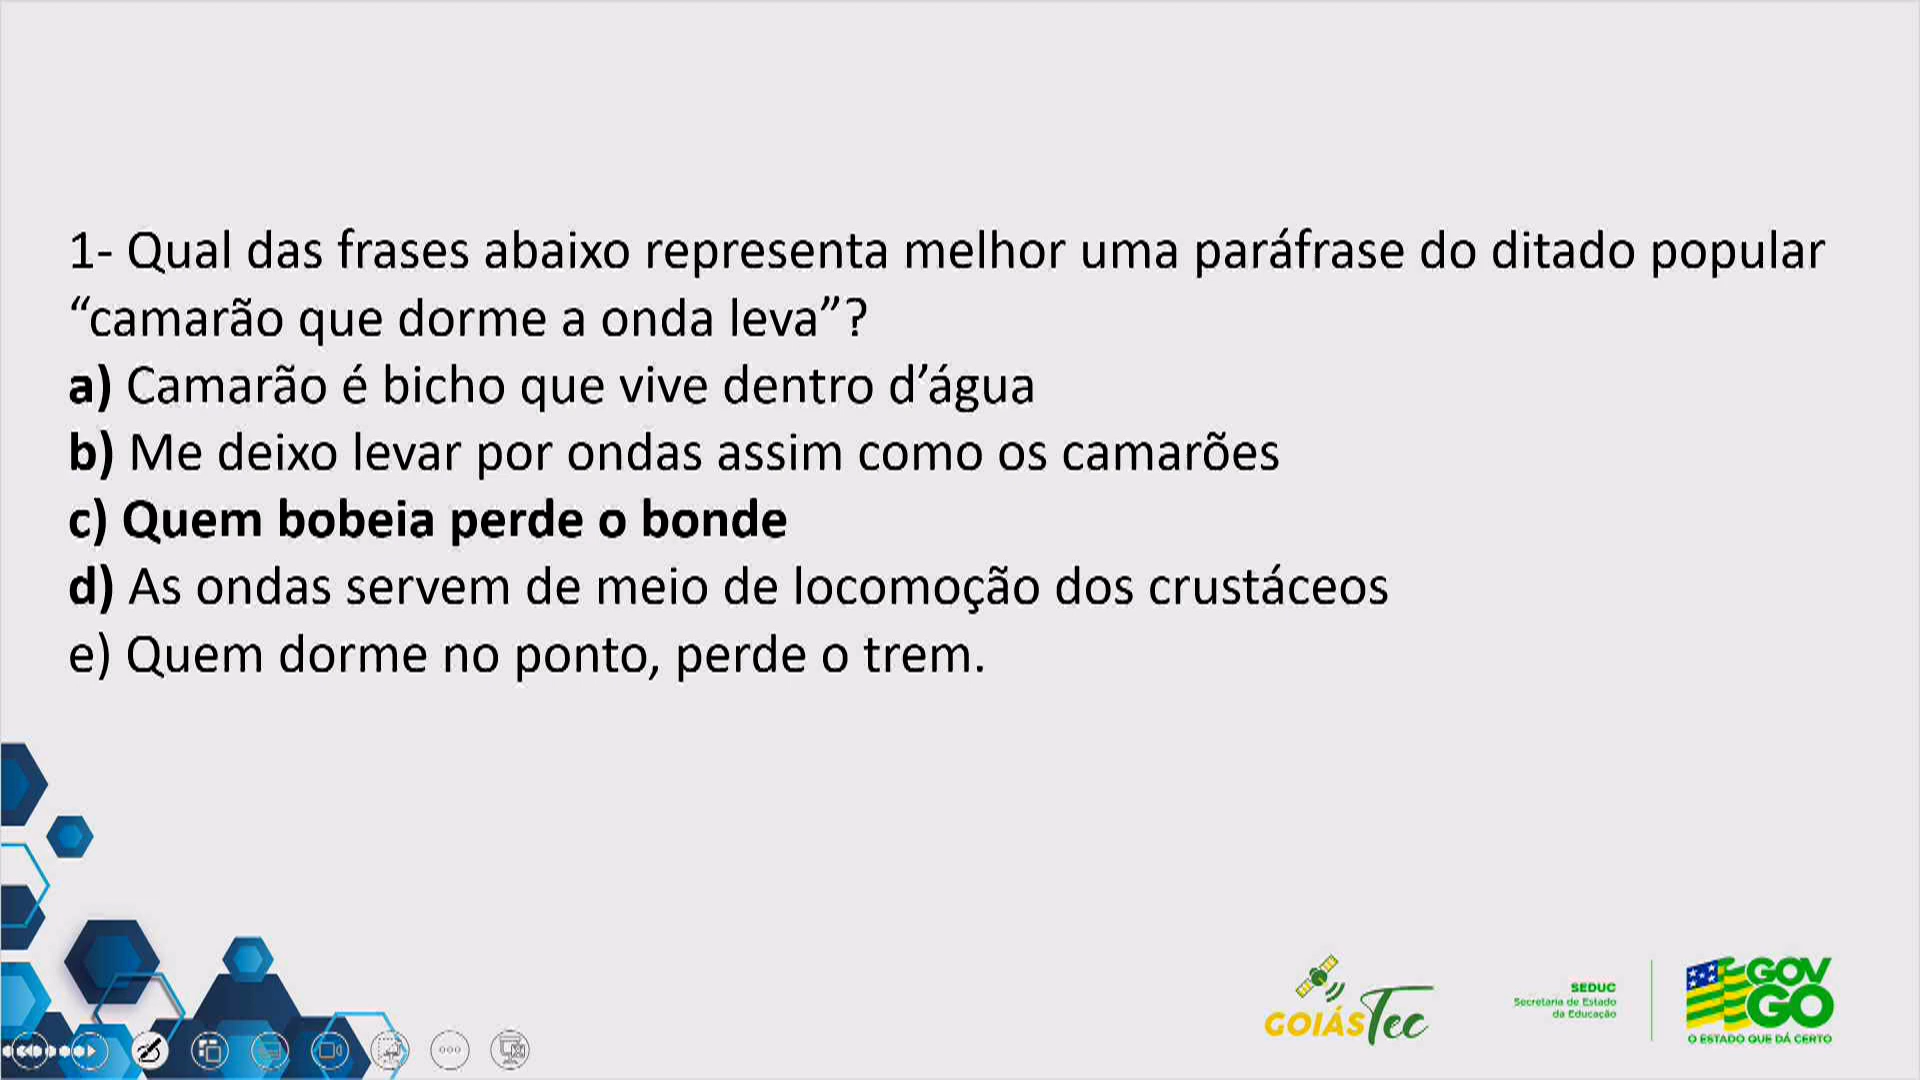 1- Qual das frases abaixo representa melhor uma paráfrase do ditado popular
“camarão que dorme a onda leva”?
a) Camarão é bicho que vive dentro d’água
b) Me deixo levar por ondas assim como os camarões
c) Quem bobeia perde o bonde
d) As ondas servem de meio de locomoção dos crustáceos
e) Quem dorme no ponto, perde o trem.
GOIÁS Tec
SEDUC
Secretaria de Estado
da Educação
GOV
GO
O ESTADO QUE DÁ CERTO